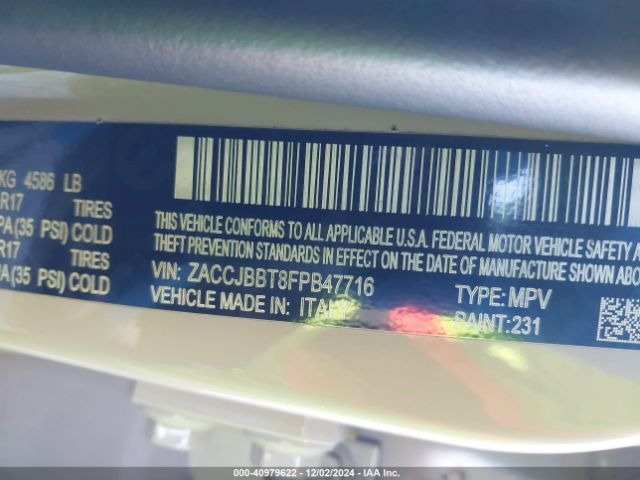 KG 4586 LB
R17 TIRES
PA(35 PSI) COLD
R17 TIRES
PA(35 PSI) COLD
THIS VEHICLE CONFORMS TO ALL APPLICABLE U.S.A. FEDERAL MOTOR VEHICLE SAFETY A
THEFT PREVENTION STANDARDS IN EFFECT ON THE DATE OF MANUFACTURE SHOWN ABO
VIN: ZACCJBBT8FPB47716 TYPE:MPV
VEHICLE MADE IN: ITALY PAINT:231
000-40979622 - 12/02/2024 - IAA Inc.